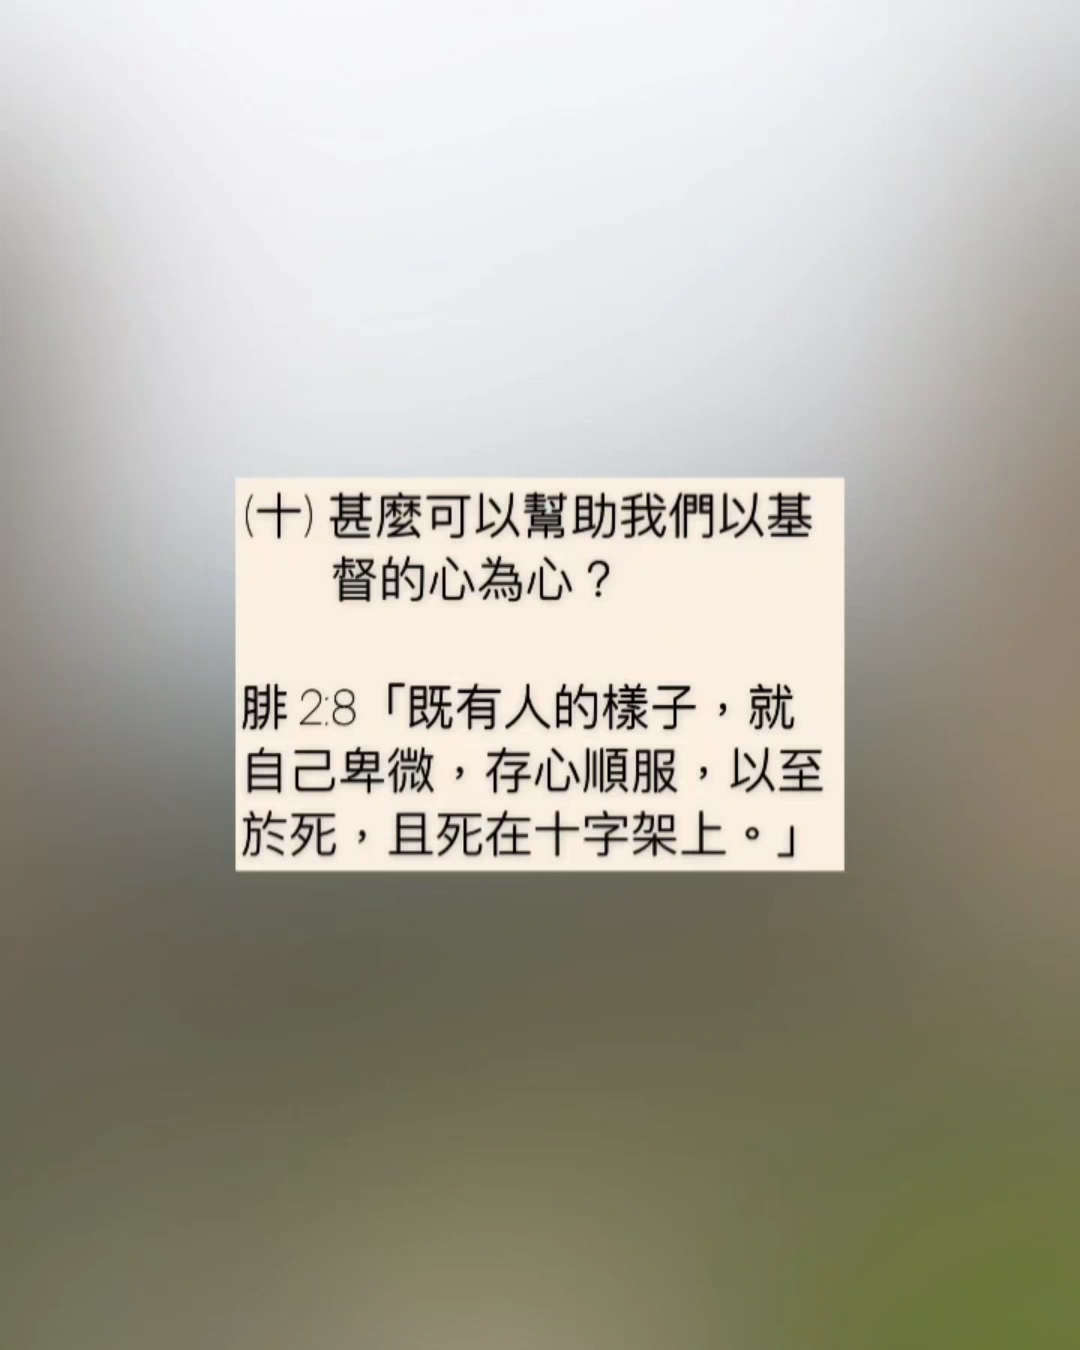 (十) 甚麼可以幫助我們以基
督的心為心？
腓 2:8「既有人的樣子，就
自己卑微，存心順服，以至
於死，且死在十字架上。」